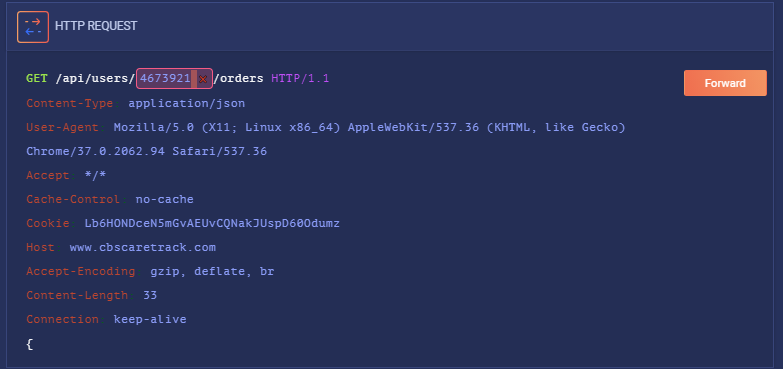 HTTP REQUEST
GET /api/users/4673921/orders HTTP/1.1
Forward
Content-Type: application/json
User-Agent: Mozilla/5.0 (X11; Linux x86_64) AppleWebKit/537.36 (KHTML, like Gecko)
Chrome/37.0.2062.94 Safari/537.36
Accept: */*
Cache-Control: no-cache
Cookie: Lb6HONDceN5mGvAEUvCQNakJUspD60Odumz
Host: www.cbscaretrack.com
Accept-Encoding: gzip, deflate, br
Content-Length: 33
Connection: keep-alive
{